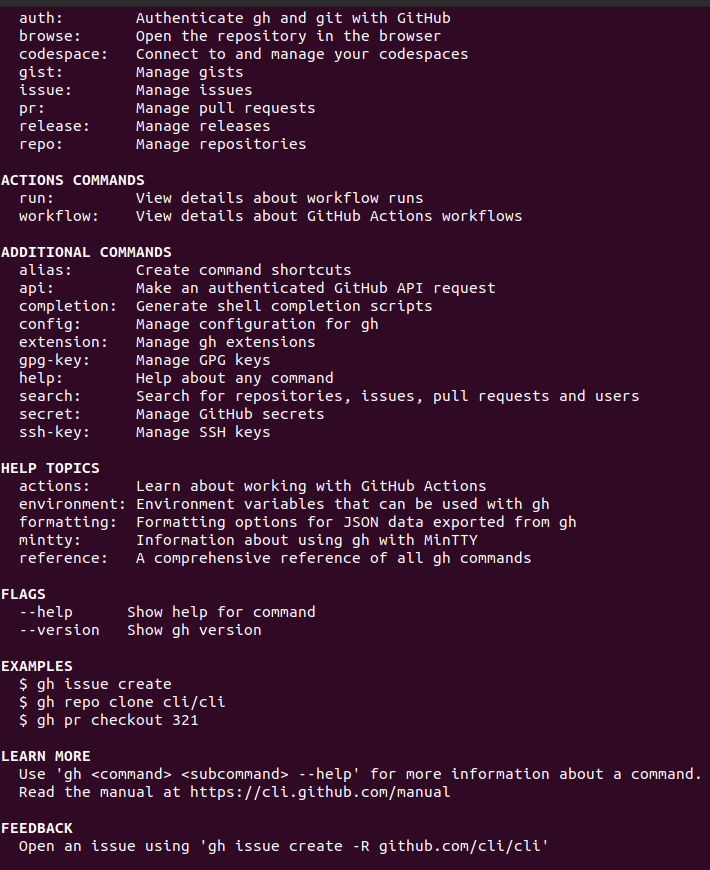 auth:        Authenticate gh and git with GitHub
browse:      Open the repository in the browser
codespace:   Connect to and manage your codespaces
gist:        Manage gists
issue:       Manage issues
pr:          Manage pull requests
release:     Manage releases
repo:        Manage repositories

ACTIONS COMMANDS
run:         View details about workflow runs
workflow:    View details about GitHub Actions workflows

ADDITIONAL COMMANDS
alias:       Create command shortcuts
api:         Make an authenticated GitHub API request
completion:  Generate shell completion scripts
config:      Manage configuration for gh
extension:   Manage gh extensions
gpg-key:     Manage GPG keys
help:        Help about any command
search:      Search for repositories, issues, pull requests and users
secret:      Manage GitHub secrets
ssh-key:     Manage SSH keys

HELP TOPICS
actions:     Learn about working with GitHub Actions
environment: Environment variables that can be used with gh
formatting:  Formatting options for JSON data exported from gh
mintty:      Information about using gh with MinTTY
reference:   A comprehensive reference of all gh commands

FLAGS
--help      Show help for command
--version   Show gh version

EXAMPLES
$ gh issue create
$ gh repo clone cli/cli
$ gh pr checkout 321

LEARN MORE
Use 'gh <command> <subcommand> --help' for more information about a command.
Read the manual at https://cli.github.com/manual

FEEDBACK
Open an issue using 'gh issue create -R github.com/cli/cli'